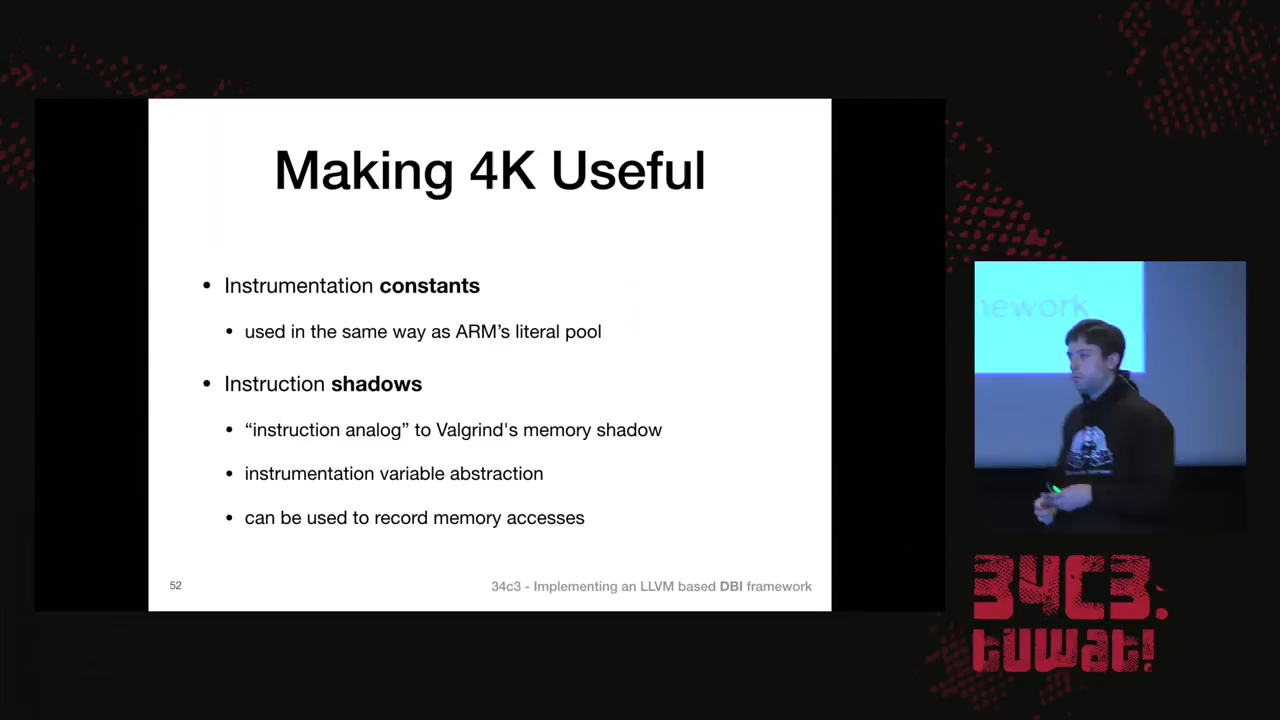 Making 4K Useful
• Instrumentation constants
• used in the same way as ARM’s literal pool
• Instruction shadows
• “instruction analog” to Valgrind's memory shadow
• instrumentation variable abstraction
• can be used to record memory accesses
52
34c3 - Implementing an LLVM based DBI framework
34C3.
tuwat!